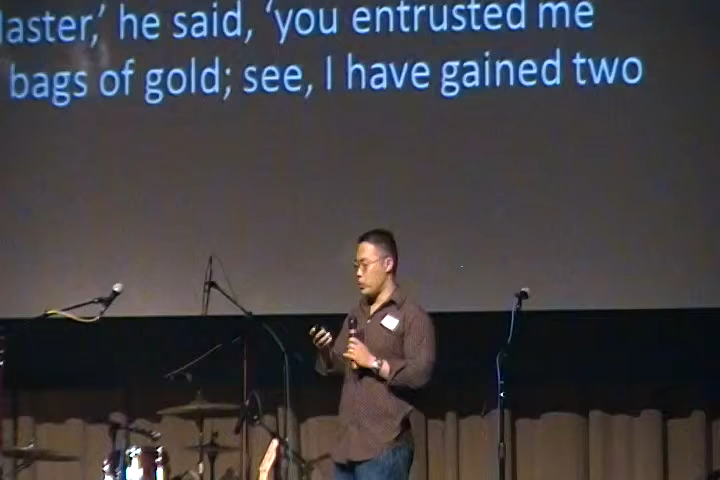 laster,’ he said, ‘you entrusted me
bags of gold; see, I have gained two